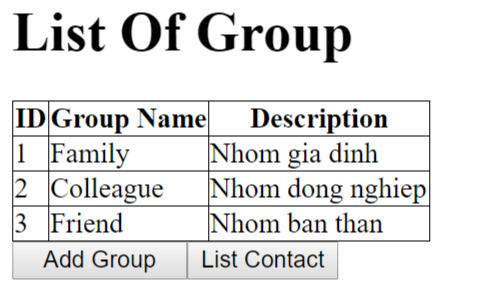 List Of Group
ID Group Name Description
1 Family Nhom gia dinh
2 Colleague Nhom dong nghiep
3 Friend Nhom ban than
Add Group List Contact